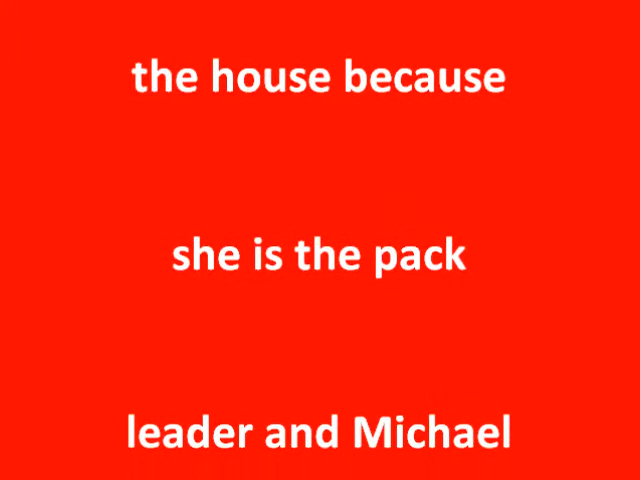 the house because
she is the pack
leader and Michael